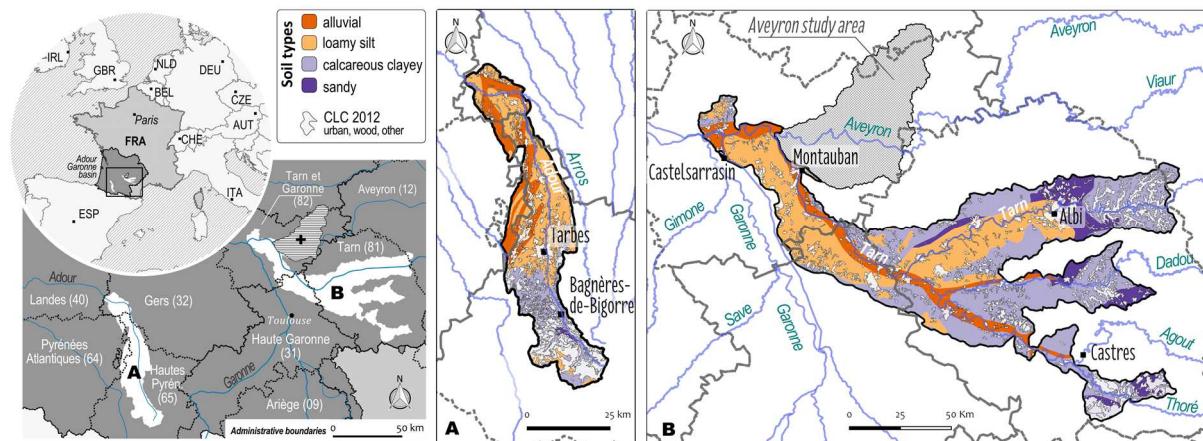 IRL
GBR
NLD
DEU
BEL
CZE
Paris
AUT
FRA
CHE
Adour
Garonne
basin
ITA
ESP
Soil types
alluvial
loamy silt
calcareous clayey
sandy
CLC 2012
urban, wood, other
Tarn et
Garonne
(82)
Aveyron (12)
Tarn (81)
Adour
Landes (40)
Gers (32)
B
Toulouse
Haute Garonne
(31)
Pyrénées
Atlantiques (64)
A
Hautes
Pyrén.
(65)
Garonne
Ariège (09)
N
Administrative boundaries
0 50 km
N
Adour
Arros
Tarbes
Bagnères-
de-Bigorre
A
0 25 km
N
Aveyron study area
Aveyron
Viaur
Aveyron
Montauban
Castelsarrasin
Gimone
Garonne
Tarn
Albi
Tarn
Dadou
Save
Garonne
Agout
Castres
Thoré
B
0 25 50 km